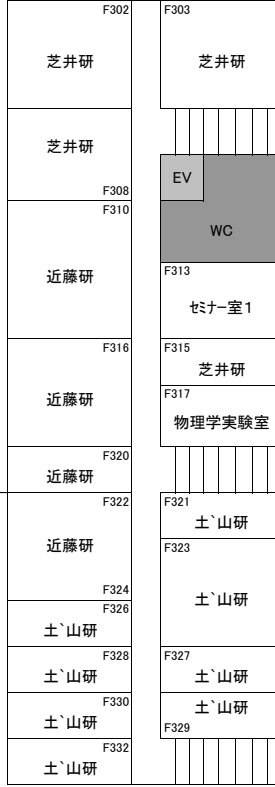 F302
芝井研
F303
芝井研
芝井研
F308
EV
WC
F310
近藤研
F313
セミナー室1
F316
近藤研
F315
芝井研
F317
物理学実験室
F320
近藤研
F322
近藤研
F324
F321
土`山研
F323
土`山研
F326
土`山研
F328
土`山研
F327
土`山研
F330
土`山研
土`山研
F329
F332
土`山研